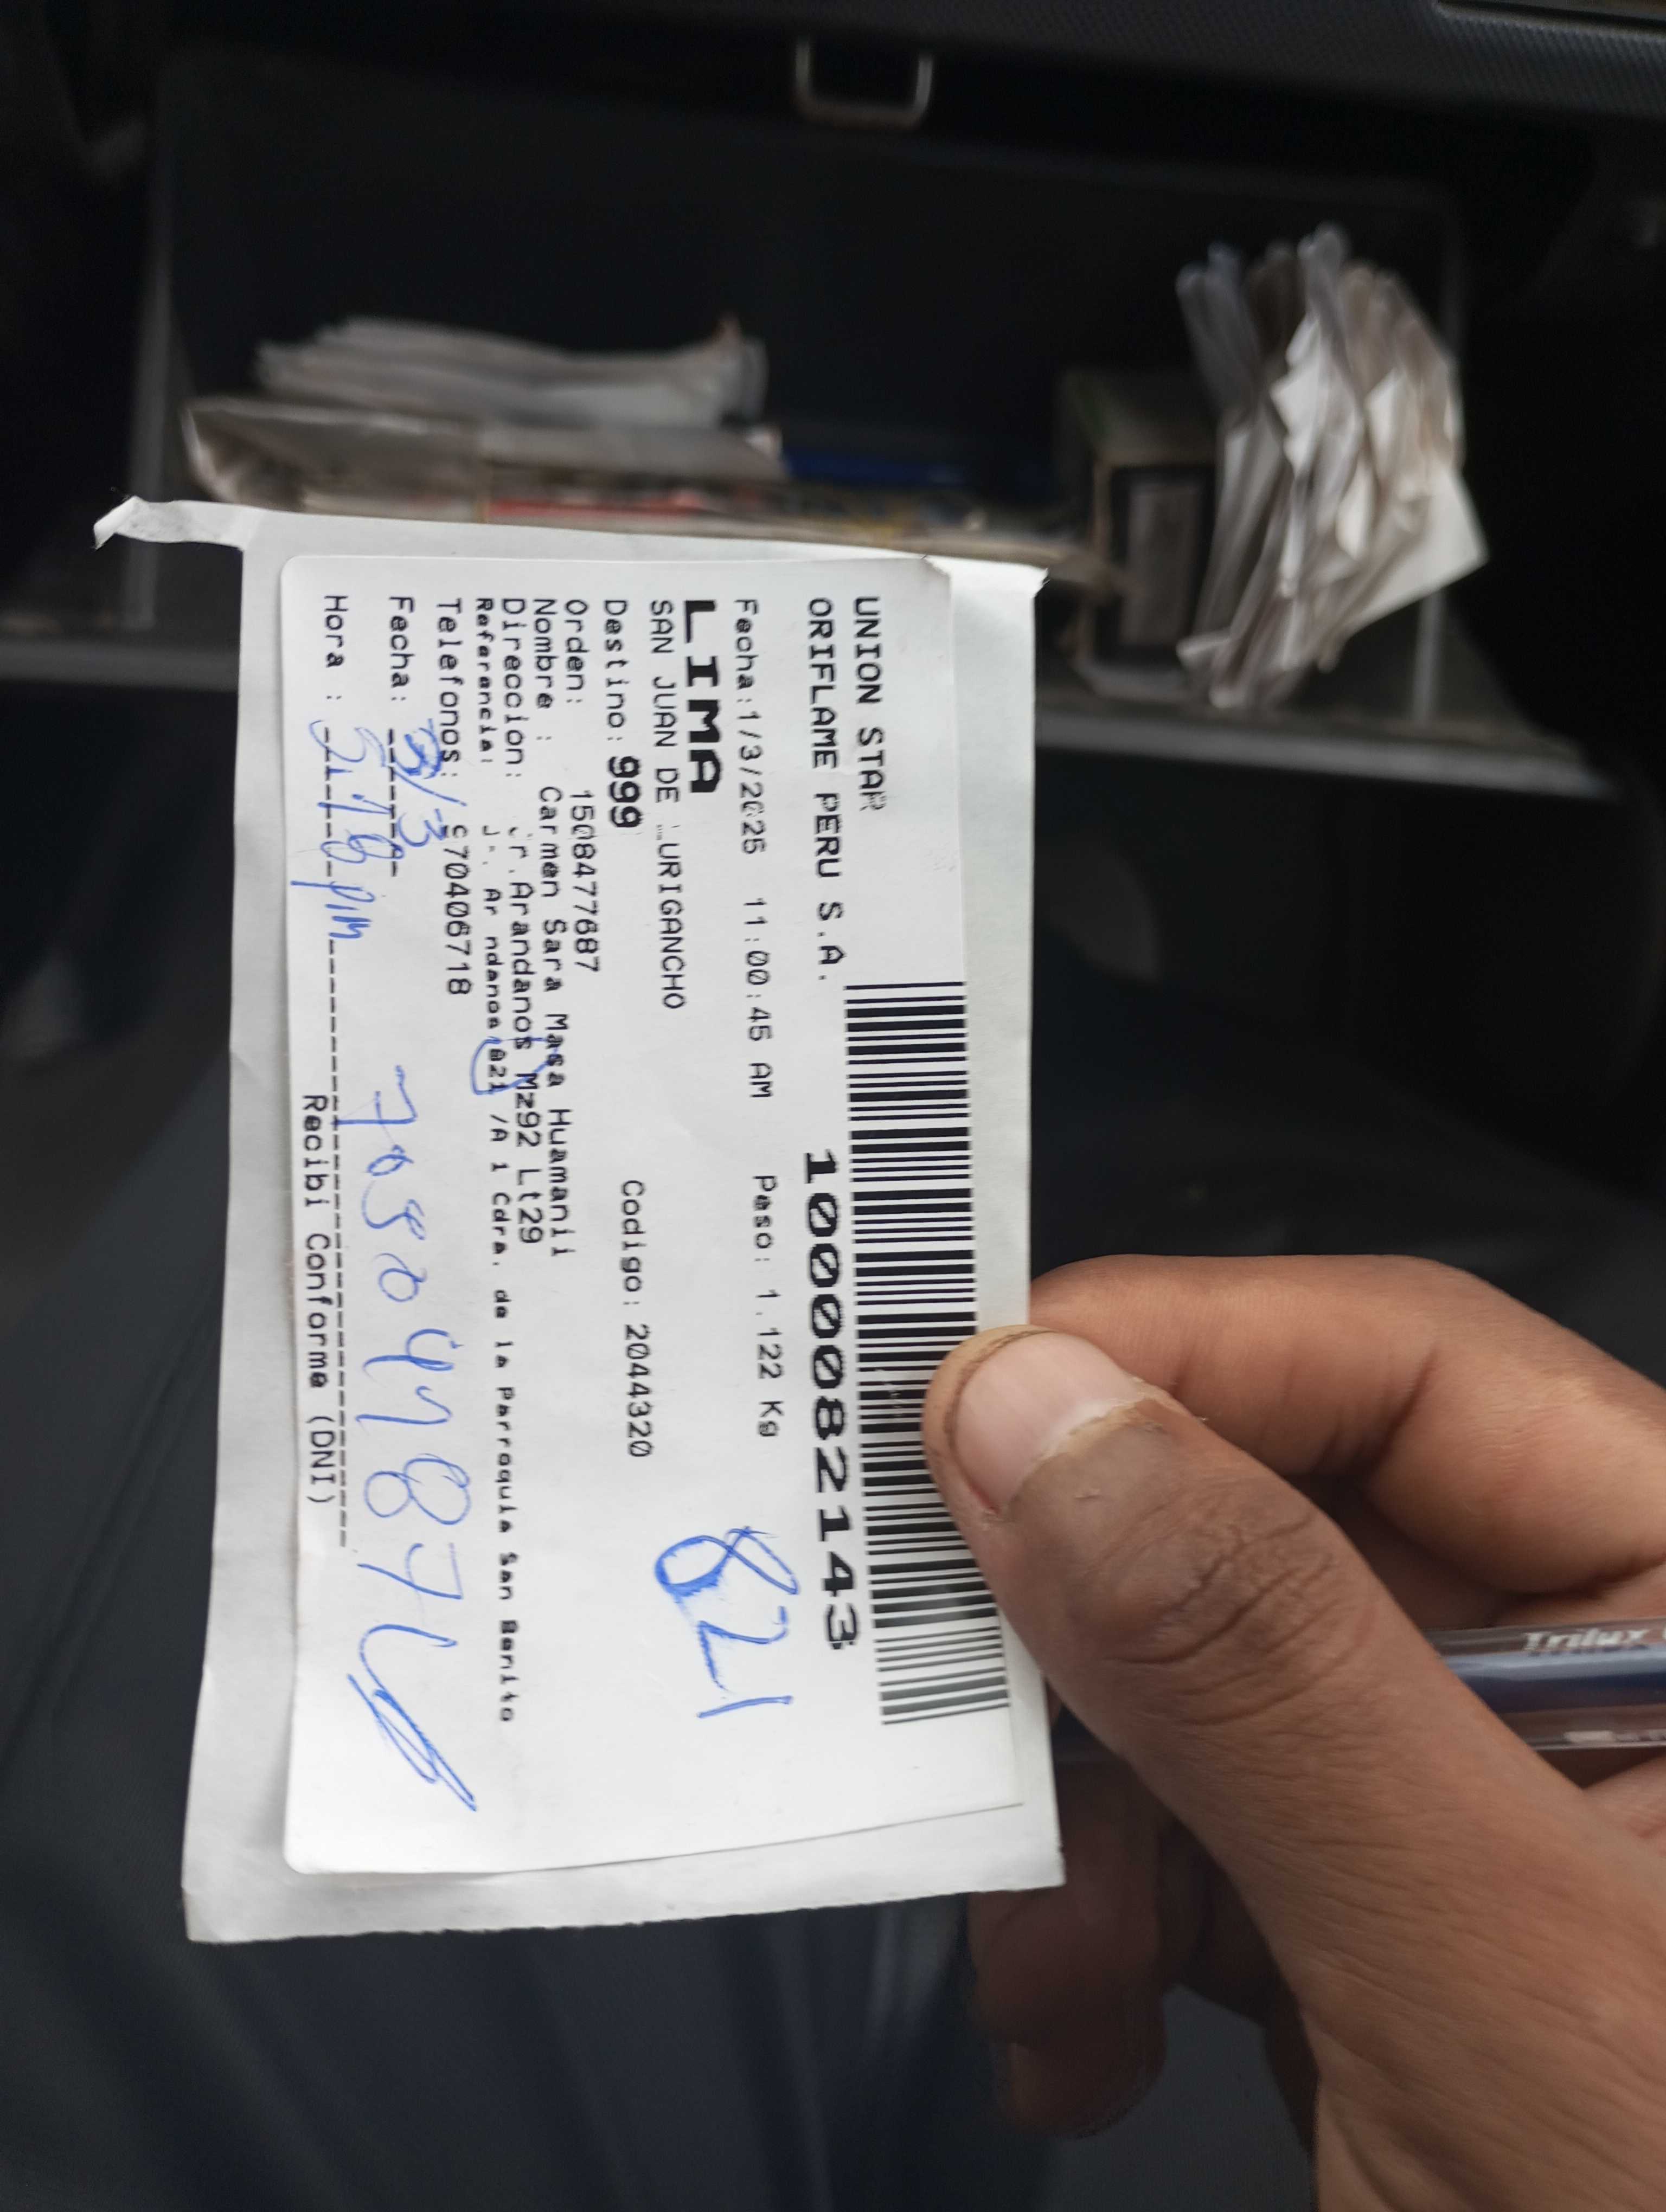 UNION STAR
ORIFLAME PERU S.A.
1000082143
Fecha:1/3/2025 11:00:45 AM Peso: 1.122 Kg
LIMA
SAN JUAN DE LURIGANCHO
821
Destino: 999 Codigo: 2044320
Orden: 1508477687
Nombre : Carmen Sara Masa Huamanii
Direccion: Jr.Arandanos Mz92 Lt29
Referencia: Jr. Arandanos 821 /A 1 Cdra. de la Parroquia San Benito
Telefonos: 970406718
Fecha: 3/3
Hora : pm
Recibi Conforme (DNI)
Trilux